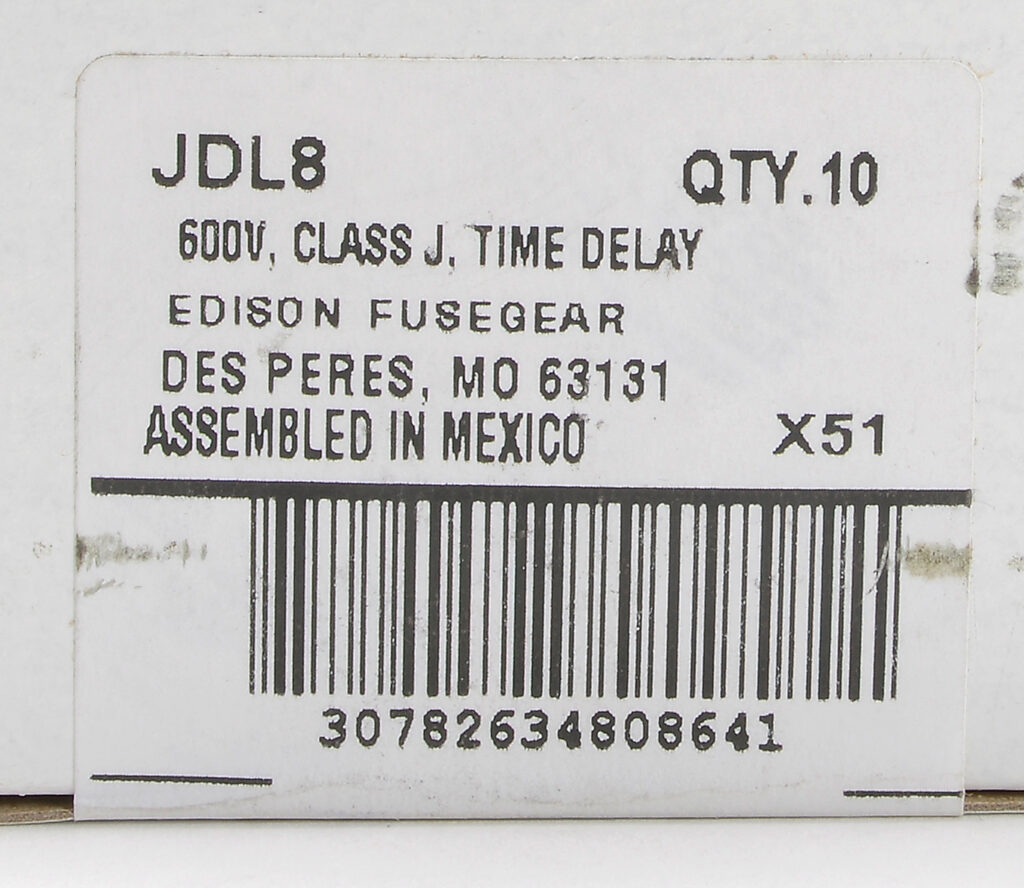 JDL8 QTY.10
600V, CLASS J, TIME DELAY
EDISON FUSEGEAR
DES PERES, MO 63131
ASSEMBLED IN MEXICO X51
30782634808641